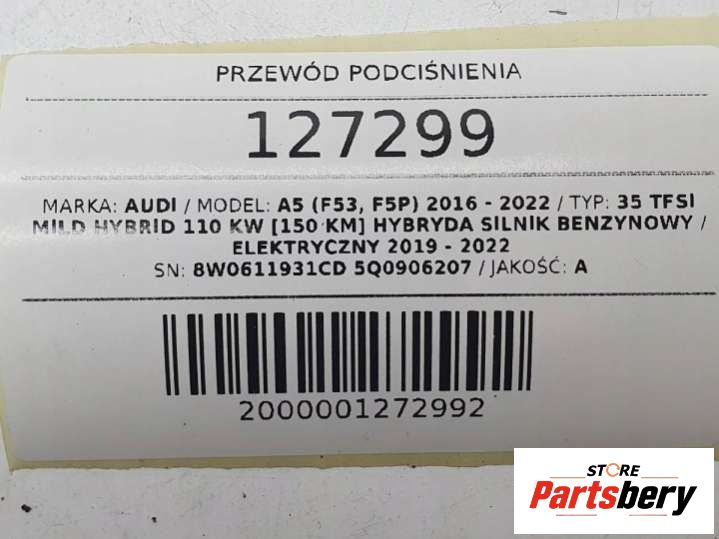 PRZEWÓD PODCIŚNIENIA
127299
MARKA: AUDI / MODEL: A5 (F53, F5P) 2016 - 2022 / TYP: 35 TFSI
MILD HYBRID 110 KW [150 KM] HYBRYDA SILNIK BENZYNOWY /
ELEKTRYCZNY 2019 - 2022
SN: 8W0611931CD 5Q0906207 / JAKOŚĆ: A
2000001272992
STORE
Partsbery